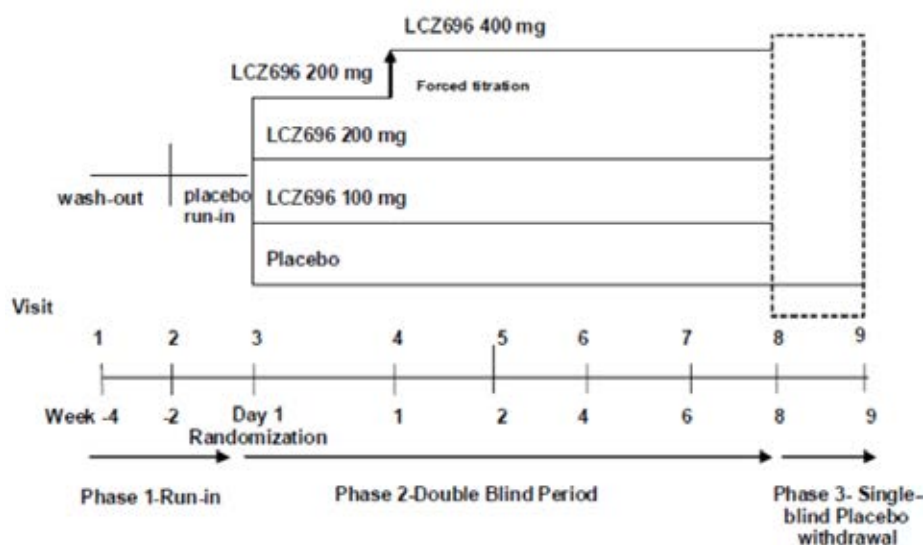 LCZ696 400 mg
LCZ696 200 mg
Forced titration
LCZ696 200 mg
wash-out
placebo
run-in
LCZ696 100 mg
Placebo
Visit
1 2 3 4 5 6 7 8 9
Week -4 -2 Day 1 1 2 4 6 8 9
Randomization
Phase 1-Run-in
Phase 2-Double Blind Period
Phase 3- Single-
blind Placebo
withdrawal